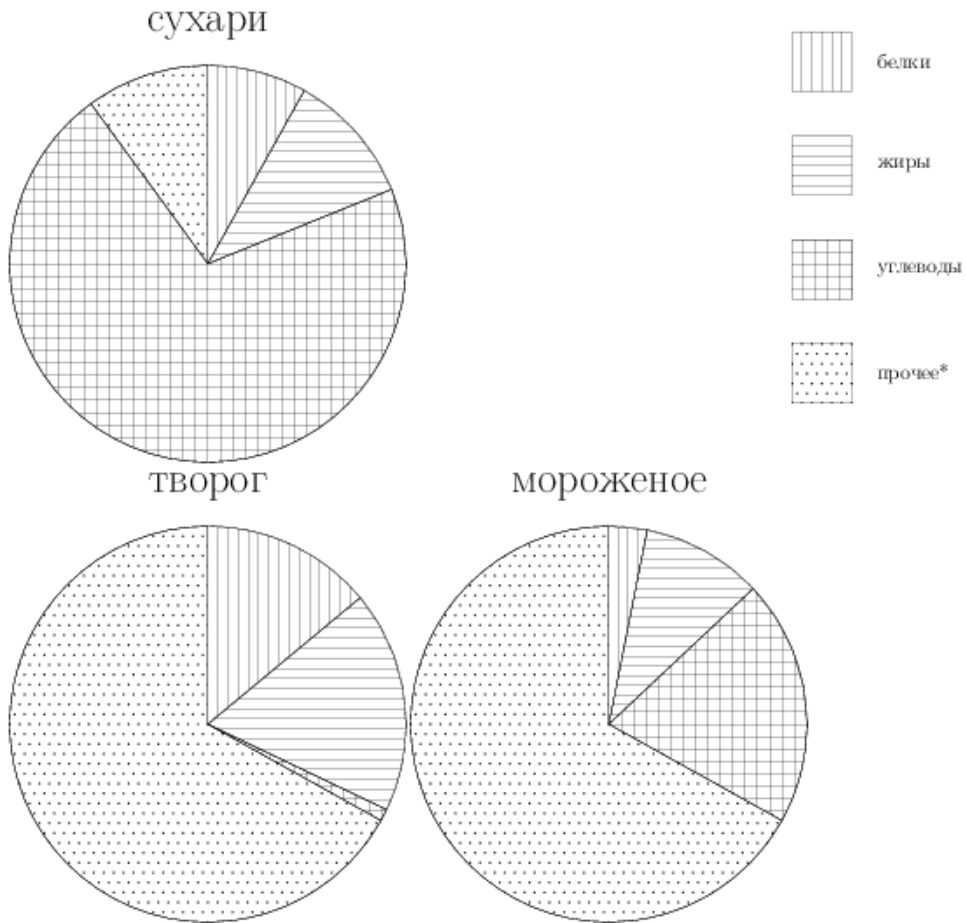 сухари
белки
жиры
углеводы
прочее*
творог
мороженое